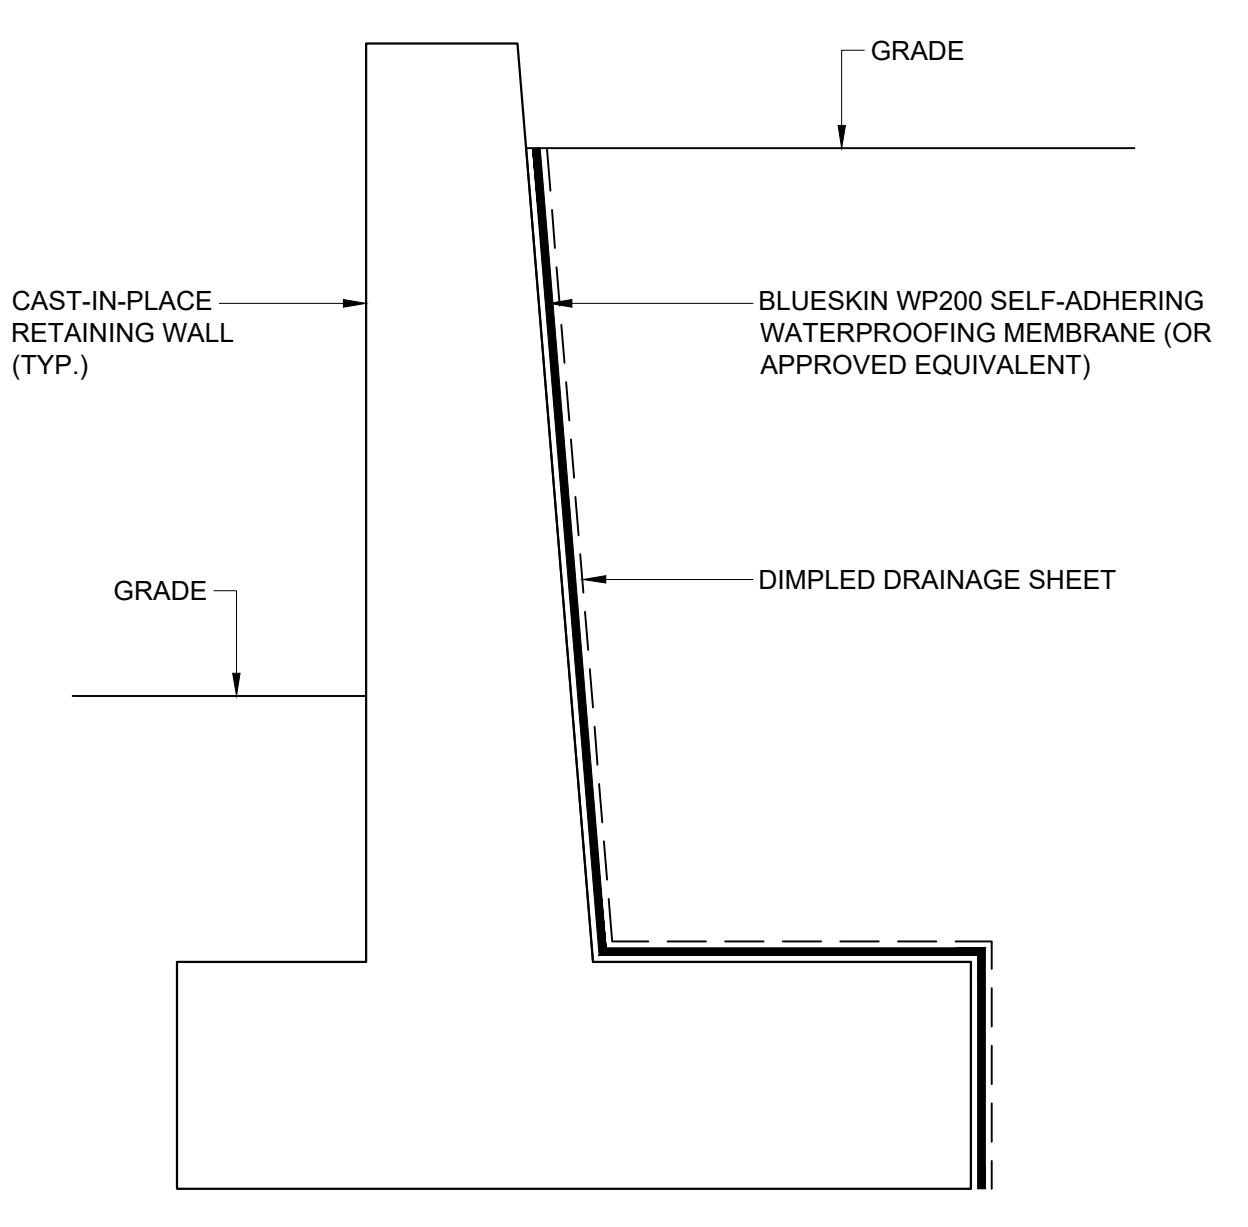 GRADE
CAST-IN-PLACE
RETAINING WALL
(TYP.)
BLUESKIN WP200 SELF-ADHERING
WATERPROOFING MEMBRANE (OR
APPROVED EQUIVALENT)
DIMPLED DRAINAGE SHEET
GRADE